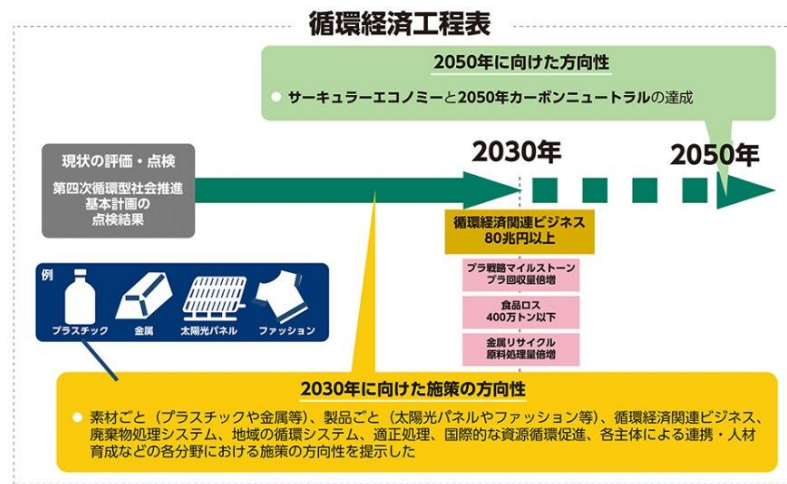 循環経済工程表
2050年に向けた方向性
● サーキュラーエコノミーと2050年カーボンニュートラルの達成
現状の評価・点検
第四次循環型社会推進
基本計画の
点検結果
2030年
2050年
循環経済関連ビジネス
80兆円以上
プラ戦略マイルストーン
プラ回収量倍増
食品ロス
400万トン以下
金属リサイクル
原料処理量倍増
例
プラスチック
金属
太陽光パネル
ファッション
2030年に向けた施策の方向性
● 素材ごと（プラスチックや金属等）、製品ごと（太陽光パネルやファッション等）、循環経済関連ビジネス、
廃棄物処理システム、地域の循環システム、適正処理、国際的な資源循環促進、各主体による連携・人材
育成などの各分野における施策の方向性を提示した